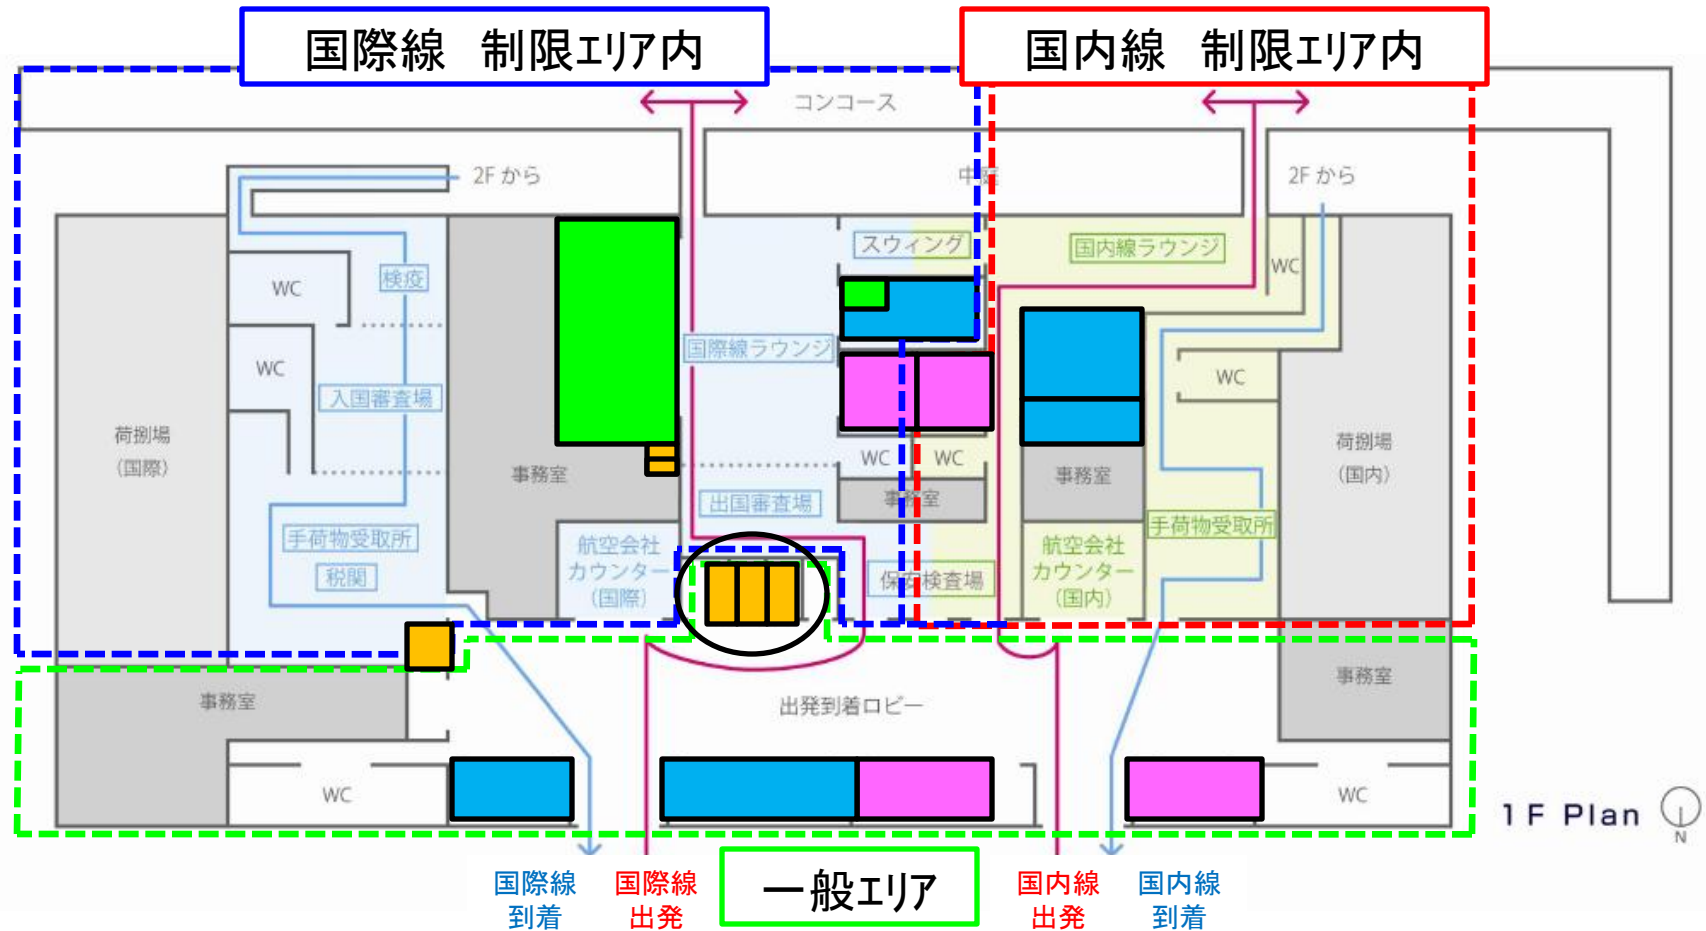 国際線 制限エリア内
国内線 制限エリア内
コンコース
2F から
中庭
2F から
スウィング
国内線ラウンジ
検疫
WC
WC
国際線ラウンジ
WC
WC
入国審査場
荷捌場
（国際）
事務室
WC
WC
事務室
荷捌場
（国内）
出国審査場
事務室
手荷物受取所
税関
航空会社
カウンター
（国際）
保安検査場
航空会社
カウンター
（国内）
手荷物受取所
事務室
出発到着ロビー
事務室
WC
WC
1F Plan
N
国際線
到着
国際線
出発
一般エリア
国内線
出発
国内線
到着